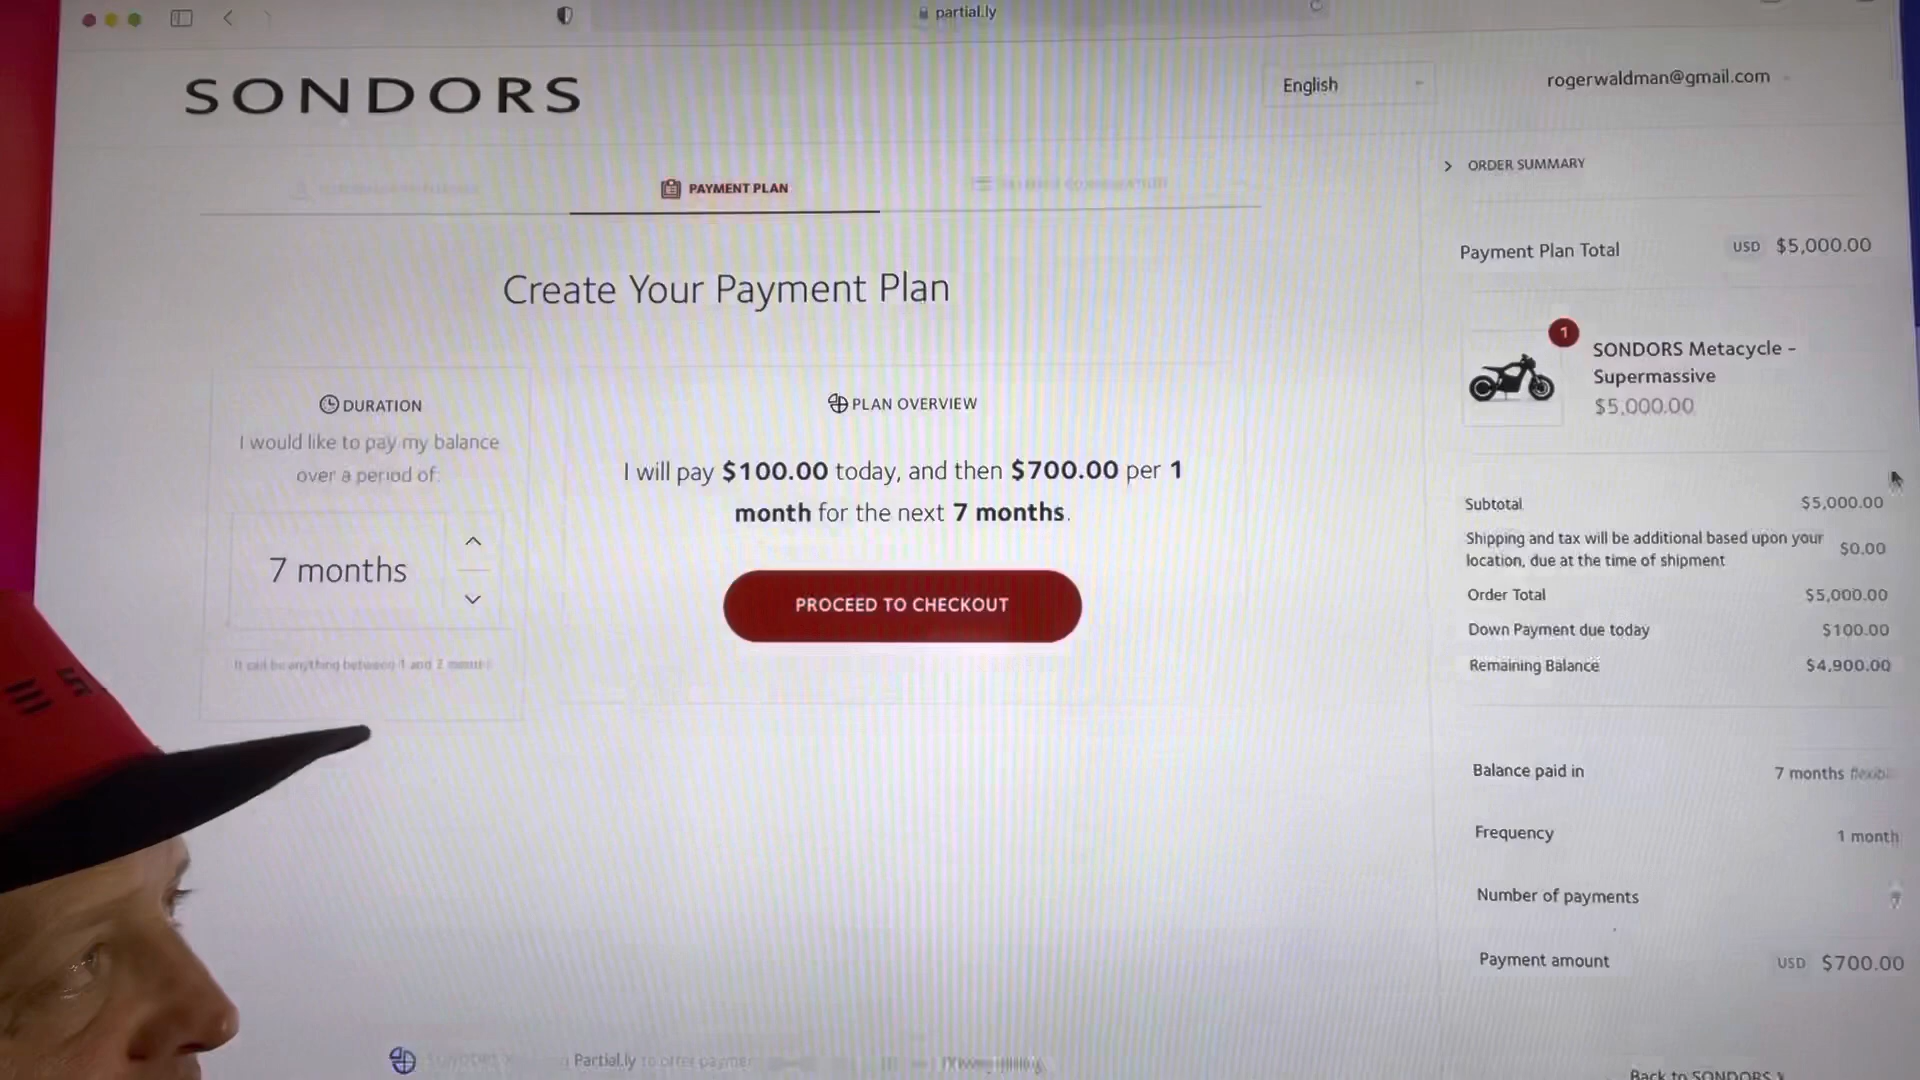 partial.ly
SONDORS
English
rogerwaldman@gmail.com
PAYMENT PLAN
ORDER SUMMARY
Payment Plan Total USD $5,000.00
Create Your Payment Plan
1
SONDORS Metacycle -
Supermassive
$5,000.00
DURATION
I would like to pay my balance
over a period of:
7 months
PLAN OVERVIEW
I will pay $100.00 today, and then $700.00 per 1
month for the next 7 months.
PROCEED TO CHECKOUT
Subtotal $5,000.00
Shipping and tax will be additional based upon your
location, due at the time of shipment $0.00
Order Total $5,000.00
Down Payment due today $100.00
Remaining Balance $4,900.00
Balance paid in 7 months
Frequency 1 month
Number of payments
Payment amount USD $700.00
Partial.ly to offer
Back to SONDORS